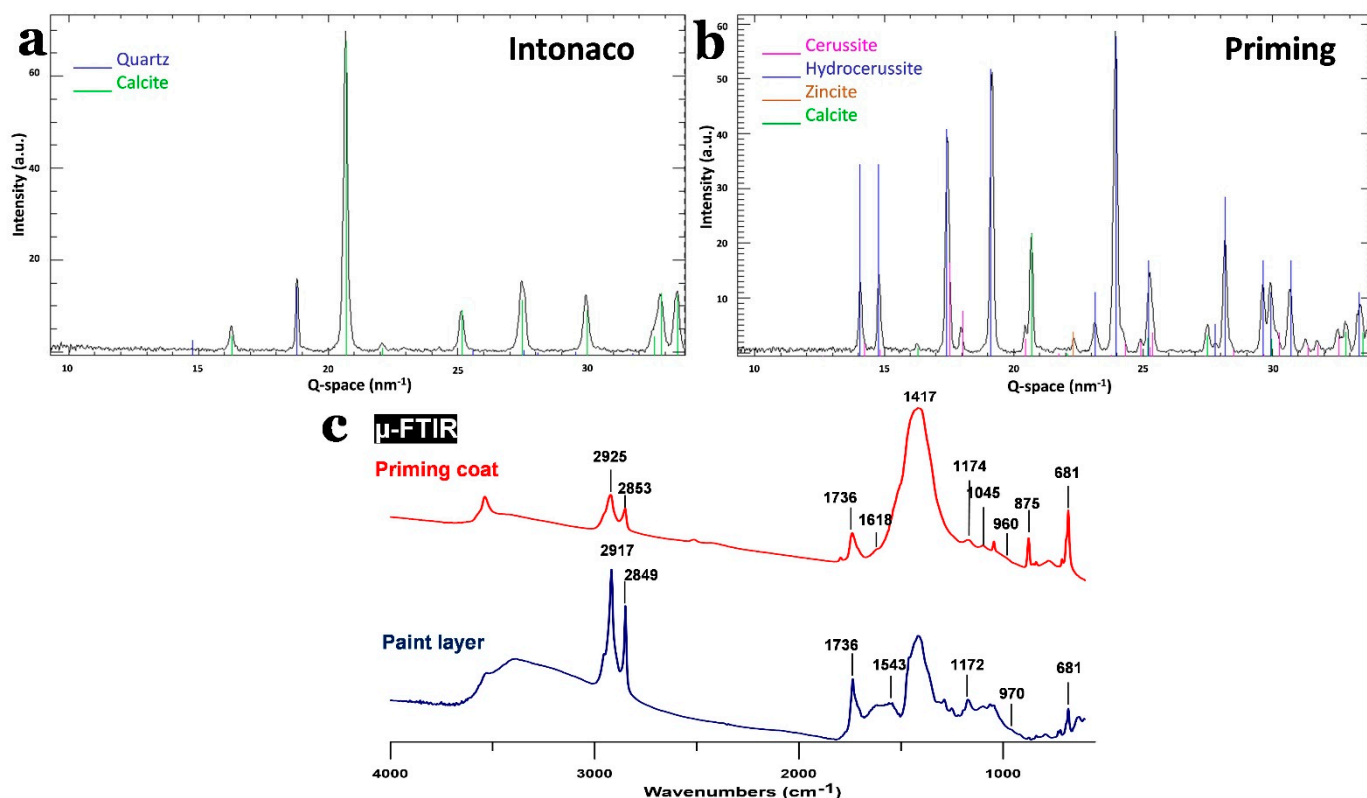 a
Intonaco
Quartz
Calcite
Intensity (a.u.)
60
40
20
10 15 20 25 30
Q-space (nm-1)
b
Priming
Cerussite
Hydrocerussite
Zincite
Calcite
Intensity (a.u.)
60
50
40
30
20
10
10 15 20 25 30
Q-space (nm-1)
c
µ-FTIR
Priming coat
2925
2853
1736
1618
1417
1174
1045
960
875
681
Paint layer
2917
2849
1736
1543
1172
970
681
4000 3000 2000 1000
Wavenumbers (cm-1)